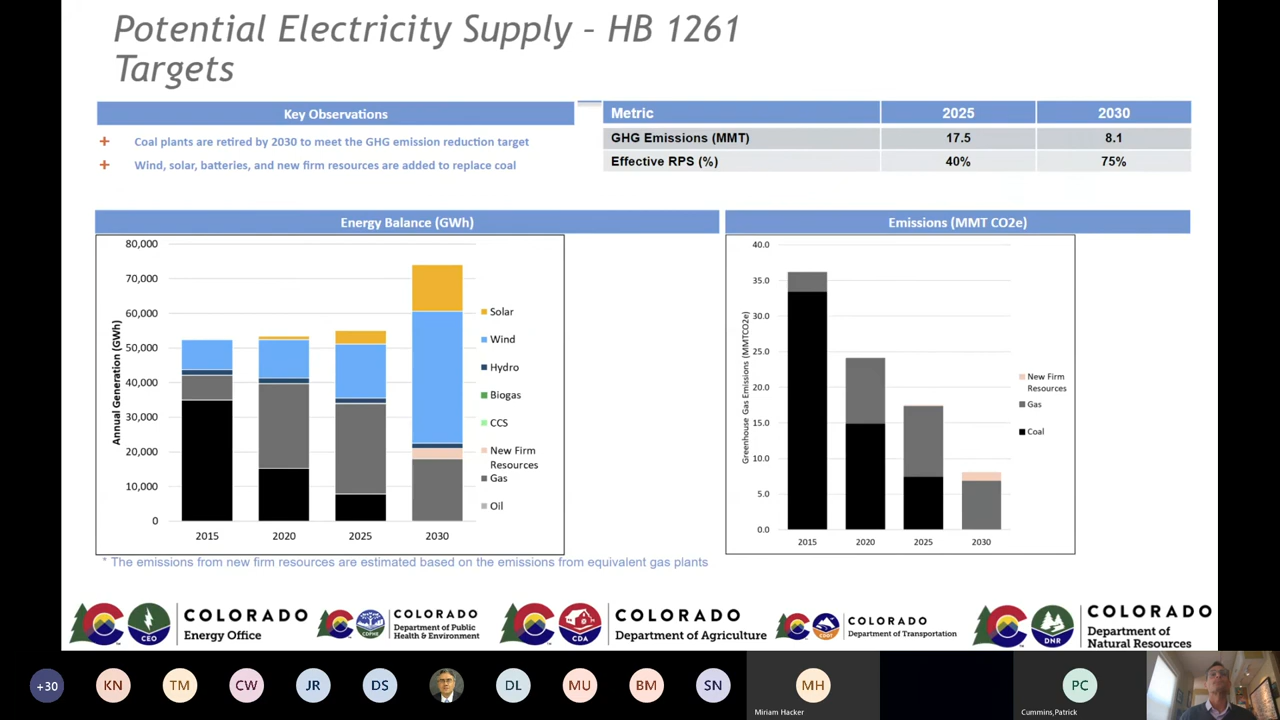 Potential Electricity Supply – HB 1261
Targets
Key Observations
+ Coal plants are retired by 2030 to meet the GHG emission reduction target
+ Wind, solar, batteries, and new firm resources are added to replace coal
Metric 2025 2030
GHG Emissions (MMT) 17.5 8.1
Effective RPS (%) 40% 75%
Energy Balance (GWh)
Annual Generation (GWh)
80,000
70,000
60,000
50,000
40,000
30,000
20,000
10,000
0
2015 2020 2025 2030
Solar
Wind
Hydro
Biogas
CCS
New Firm
Resources
Gas
Oil
Emissions (MMT CO2e)
Greenhouse Gas Emissions (MMTCO2e)
40.0
35.0
30.0
25.0
20.0
15.0
10.0
5.0
0.0
2015 2020 2025 2030
New Firm
Resources
Gas
Coal
* The emissions from new firm resources are estimated based on the emissions from equivalent gas plants
CEO
COLORADO
Energy Office
CDPHE
COLORADO
Department of Public
Health & Environment
CDA
COLORADO
Department of Agriculture
CDOT
COLORADO
Department of Transportation
DNR
COLORADO
Department of
Natural Resources
+30 KN TM CW JR DS DL MU BM SN MH PC
Miriam Hacker
Cummins,Patrick